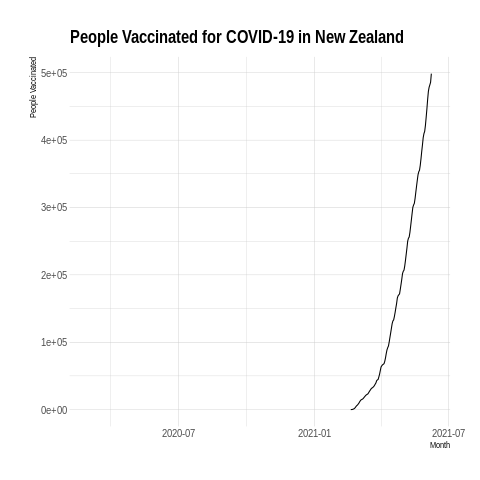 People Vaccinated for COVID-19 in New Zealand
People Vaccinated
5e+05
4e+05
3e+05
2e+05
1e+05
0e+00
2020-07
2021-01
2021-07
Month